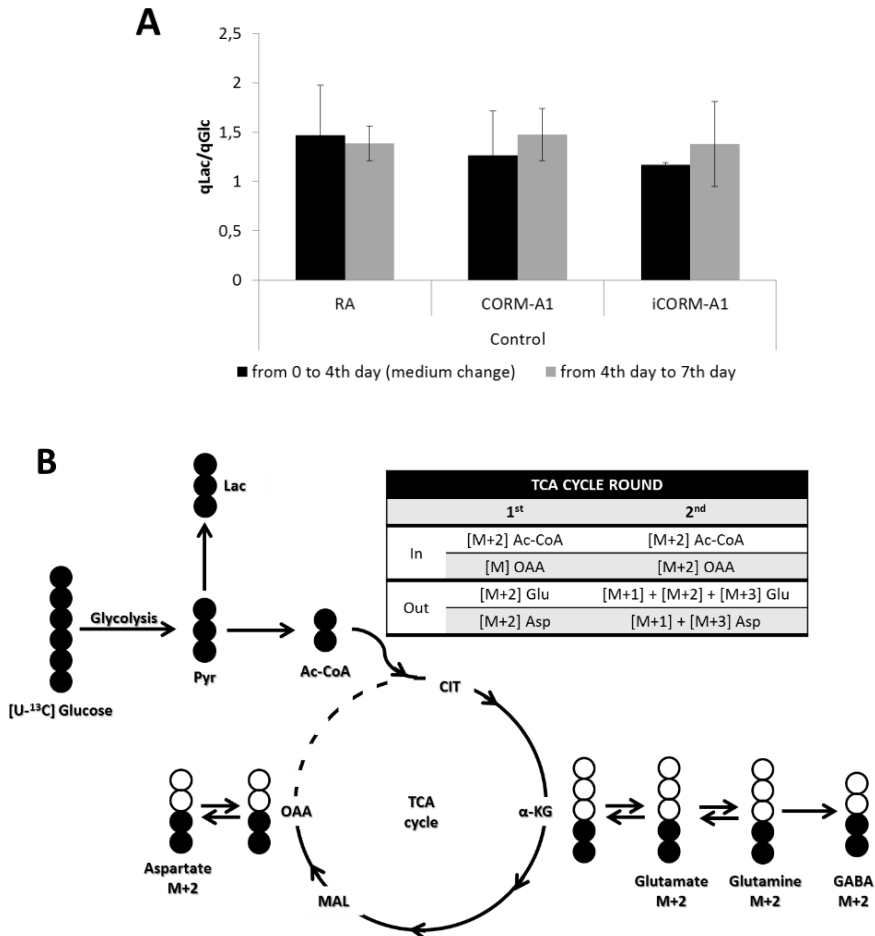 A
qLac/qGlc
2,5
2
1,5
1
0,5
0
RA CORM-A1 iCORM-A1
Control
from 0 to 4th day (medium change) from 4th day to 7th day
B
Lac
Glycolysis
[U-¹³C] Glucose
Pyr
Ac-CoA
TCA CYCLE ROUND
1st 2nd
In [M+2] Ac-CoA [M+2] Ac-CoA
[M] OAA [M+2] OAA
Out [M+2] Glu [M+1] + [M+2] + [M+3] Glu
[M+2] Asp [M+1] + [M+3] Asp
CIT
OAA
TCA
cycle
α-KG
MAL
Aspartate
M+2
Glutamate
M+2
Glutamine
M+2
GABA
M+2